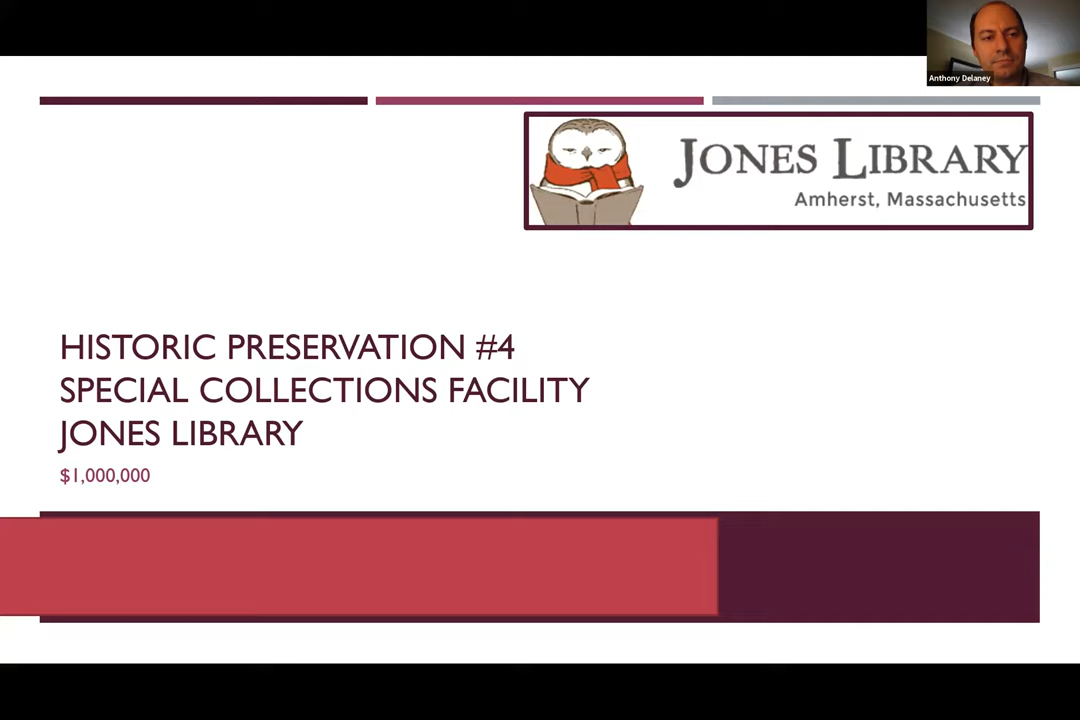 Anthony Delaney
JONES LIBRARY
Amherst, Massachusetts
HISTORIC PRESERVATION #4
SPECIAL COLLECTIONS FACILITY
JONES LIBRARY
$1,000,000